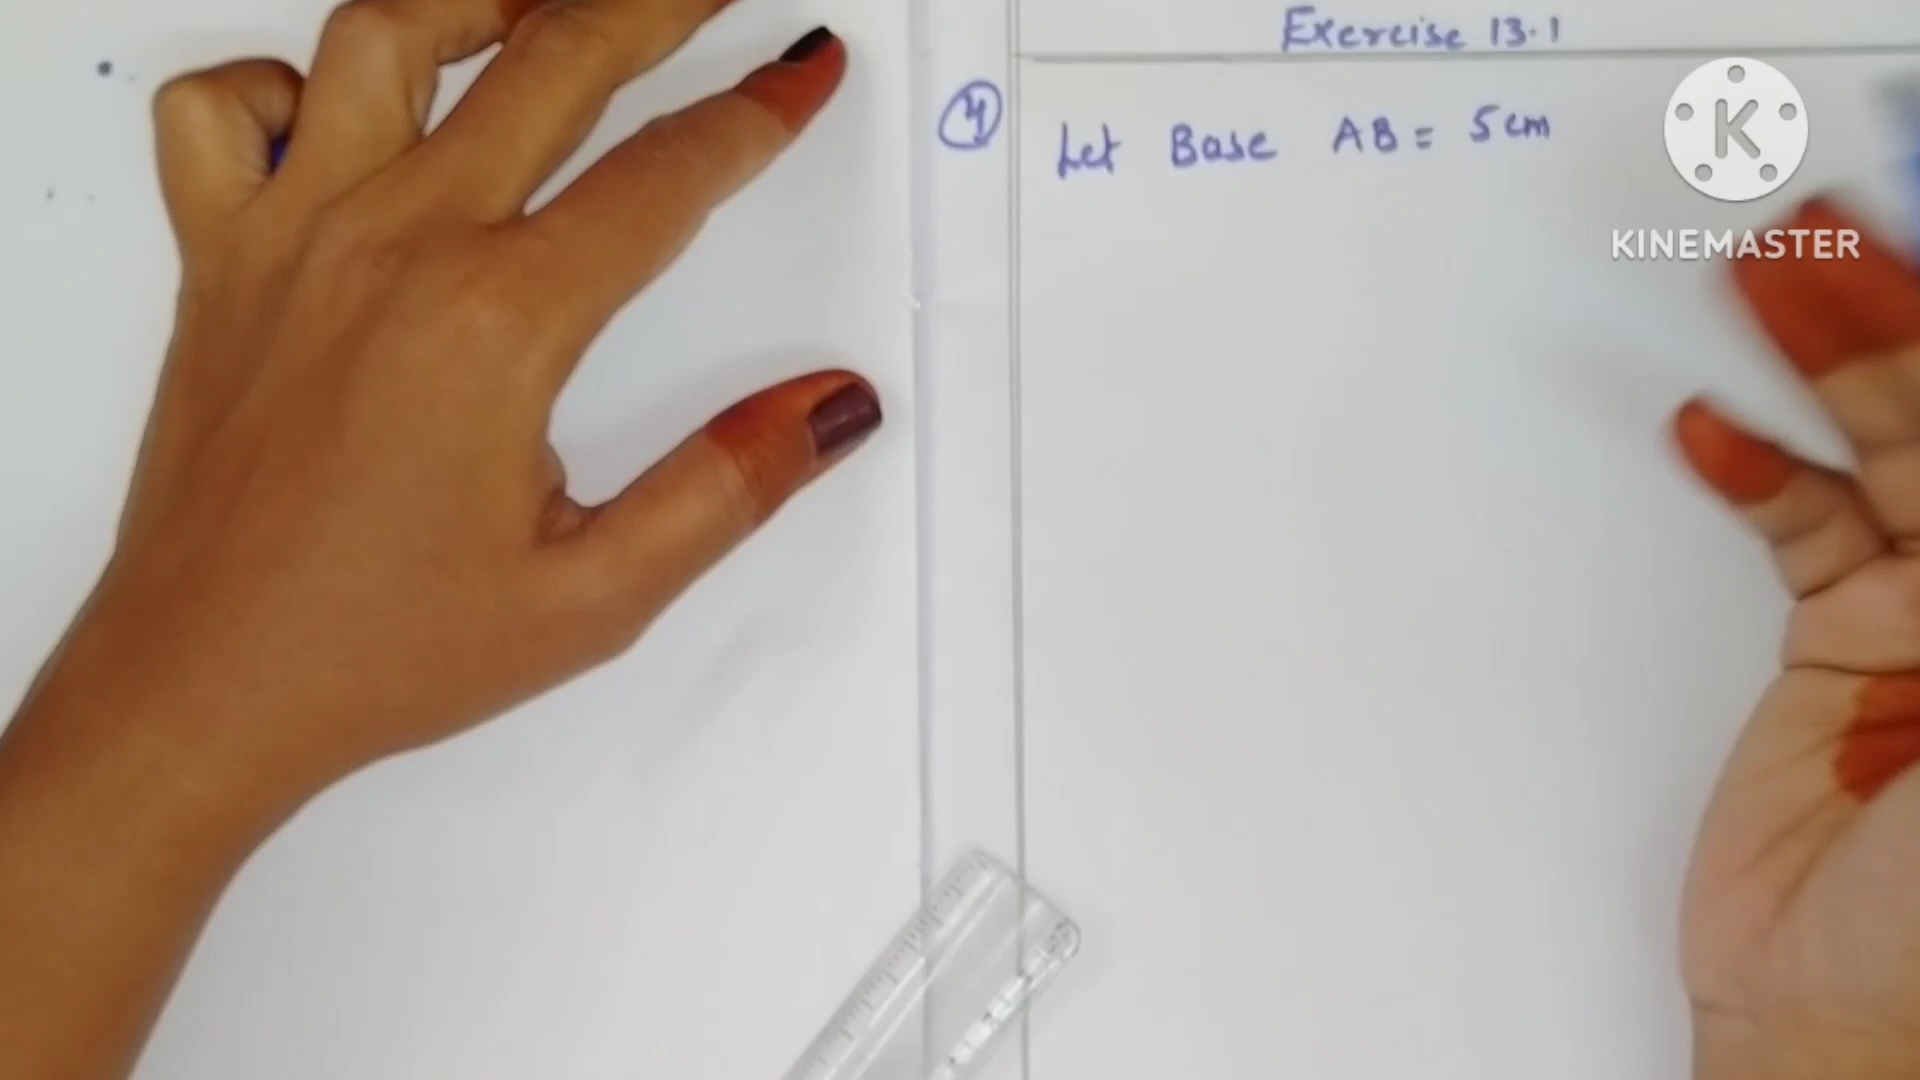 Exercise 13.1
4 Let Base AB = 5cm
K
KINEMASTER